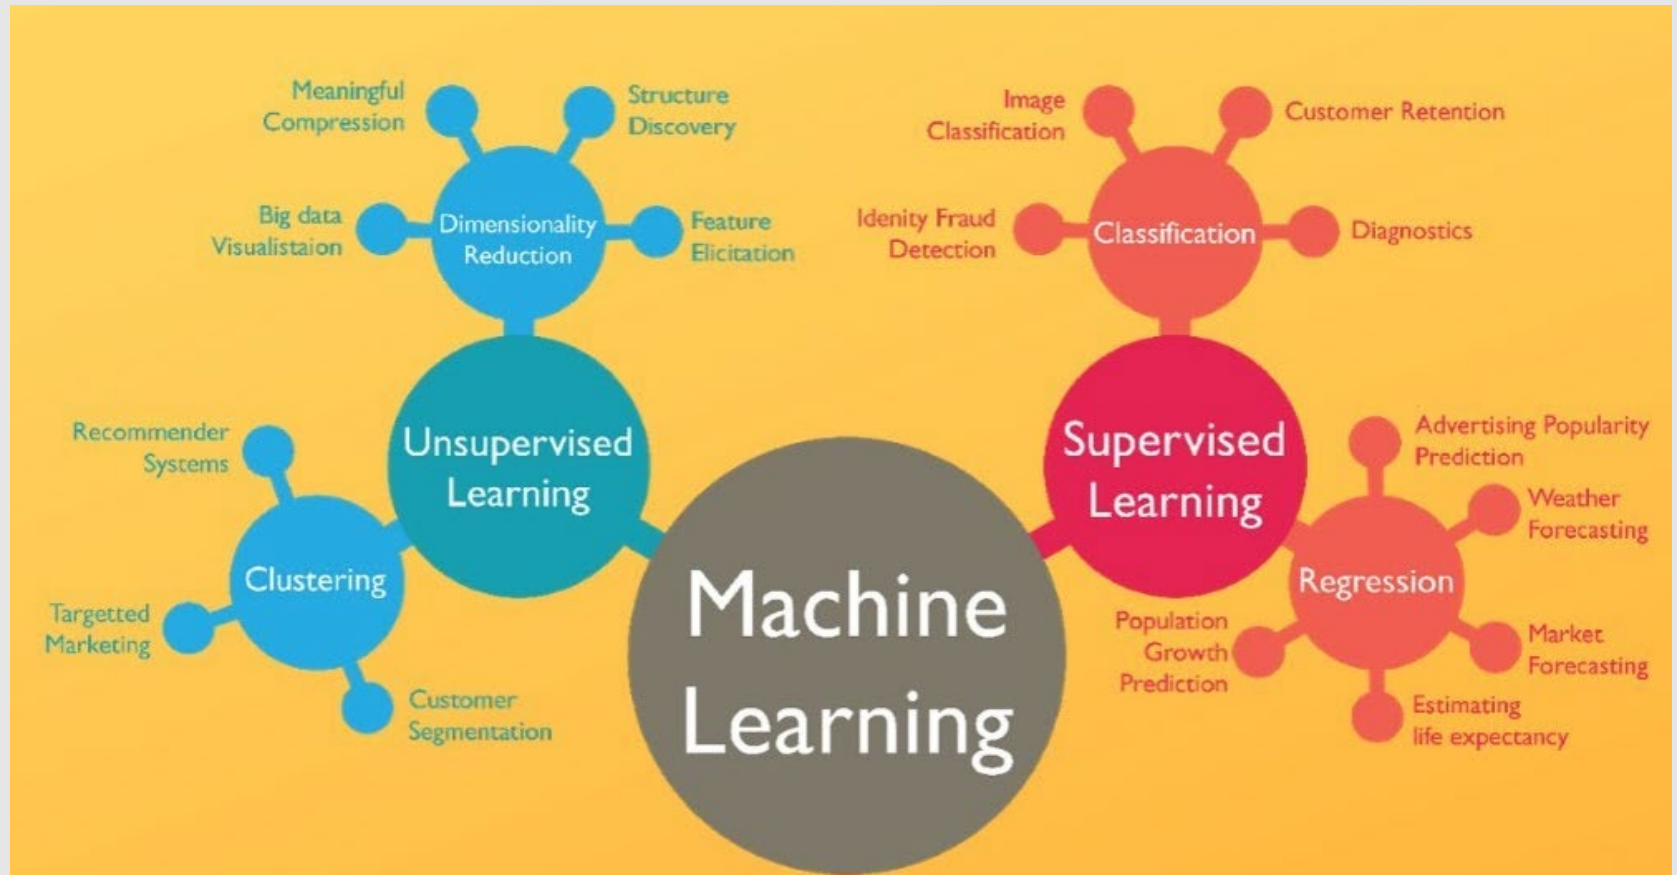 Meaningful
Compression
Structure
Discovery
Big data
Visualistaion
Dimensionality
Reduction
Feature
Elicitation
Image
Classification
Customer Retention
Idenity Fraud
Detection
Classification
Diagnostics
Recommender
Systems
Unsupervised
Learning
Clustering
Targetted
Marketing
Customer
Segmentation
Machine
Learning
Supervised
Learning
Advertising Popularity
Prediction
Weather
Forecasting
Regression
Population
Growth
Prediction
Market
Forecasting
Estimating
life expectancy